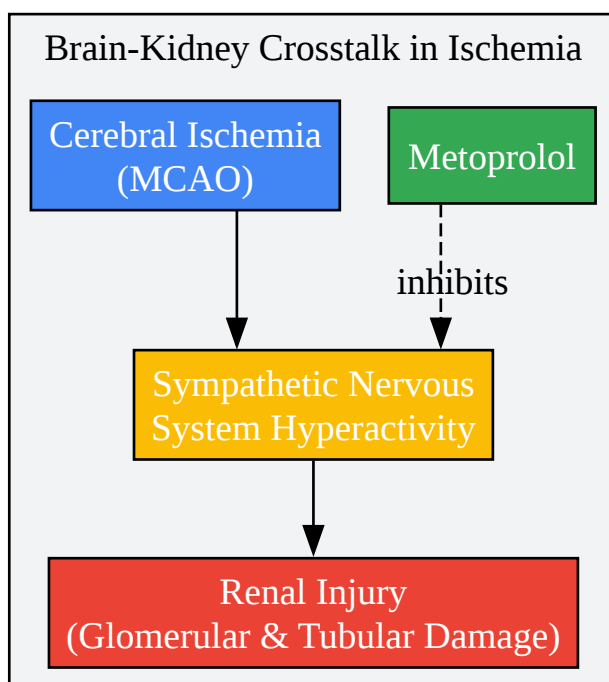 Brain-Kidney Crosstalk in Ischemia
Cerebral Ischemia
(MCAO)
Metoprolol
inhibits
Sympathetic Nervous
System Hyperactivity
Renal Injury
(Glomerular & Tubular Damage)